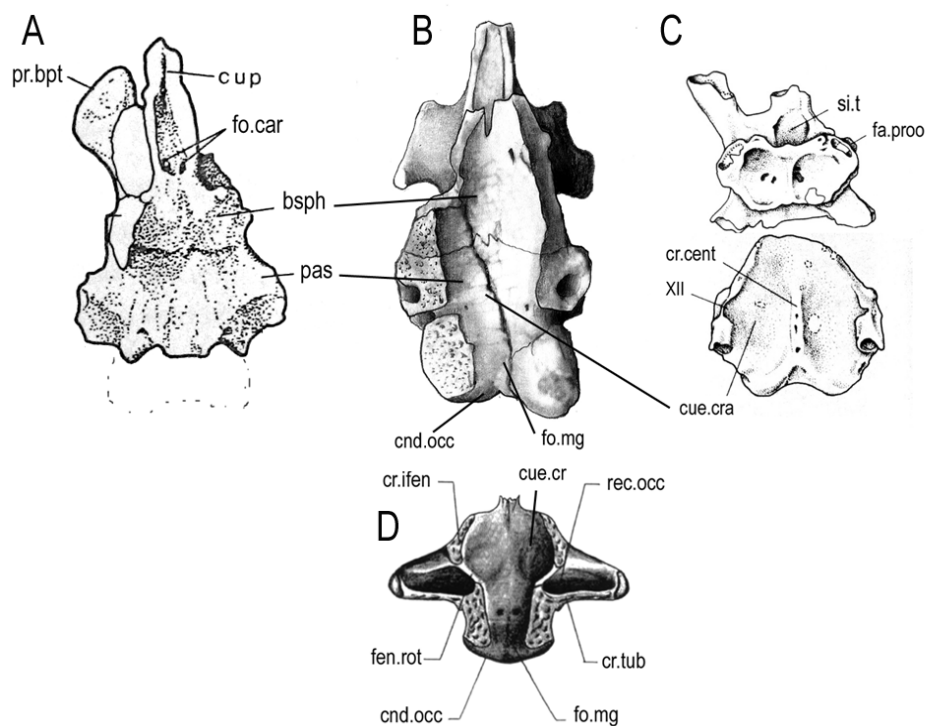 A
B
C
pr.bpt
cup
fo.car
bsph
pas
si.t
fa.proo
cr.cent
XII
cue.cra
cnd.occ
fo.mg
D
cr.ifen
cue.cr
rec.occ
fen.rot
cr.tub
cnd.occ
fo.mg